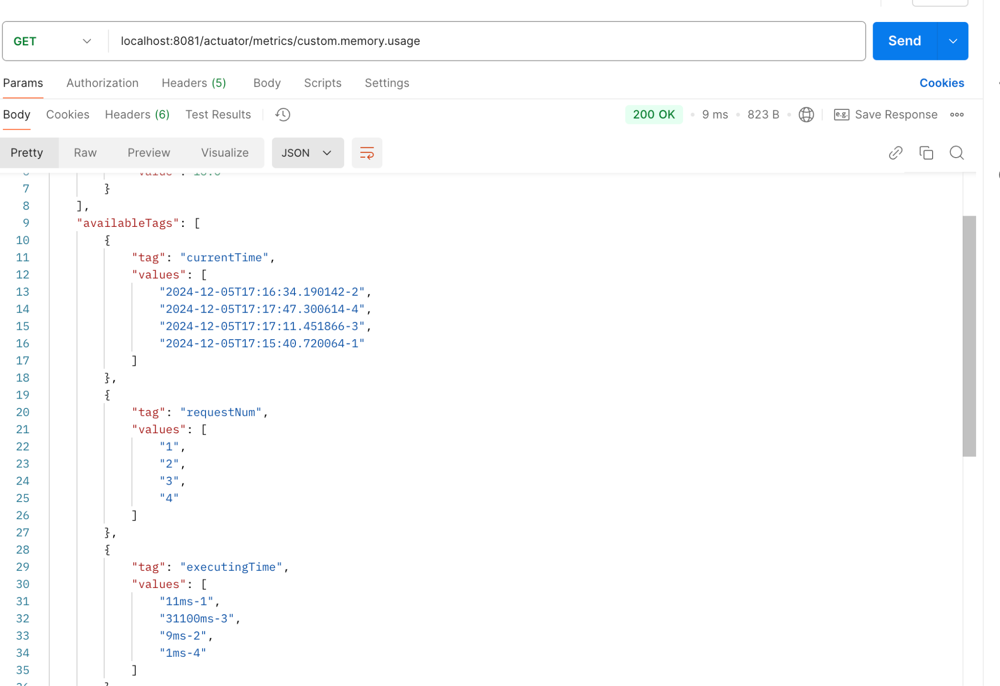 GET localhost:8081/actuator/metrics/custom.memory.usage Send
Params Authorization Headers (5) Body Scripts Settings Cookies
Body Cookies Headers (6) Test Results 200 OK 9 ms 823 B e.g. Save Response
Pretty Raw Preview Visualize JSON
7 }
8 ],
9 "availableTags": [
10 {
11 "tag": "currentTime",
12 "values": [
13 "2024-12-05T17:16:34.190142-2",
14 "2024-12-05T17:17:47.300614-4",
15 "2024-12-05T17:17:11.451866-3",
16 "2024-12-05T17:15:40.720064-1"
17 ]
18 },
19 {
20 "tag": "requestNum",
21 "values": [
22 "1",
23 "2",
24 "3",
25 "4"
26 ]
27 },
28 {
29 "tag": "executingTime",
30 "values": [
31 "11ms-1",
32 "31100ms-3",
33 "9ms-2",
34 "1ms-4"
35 ]